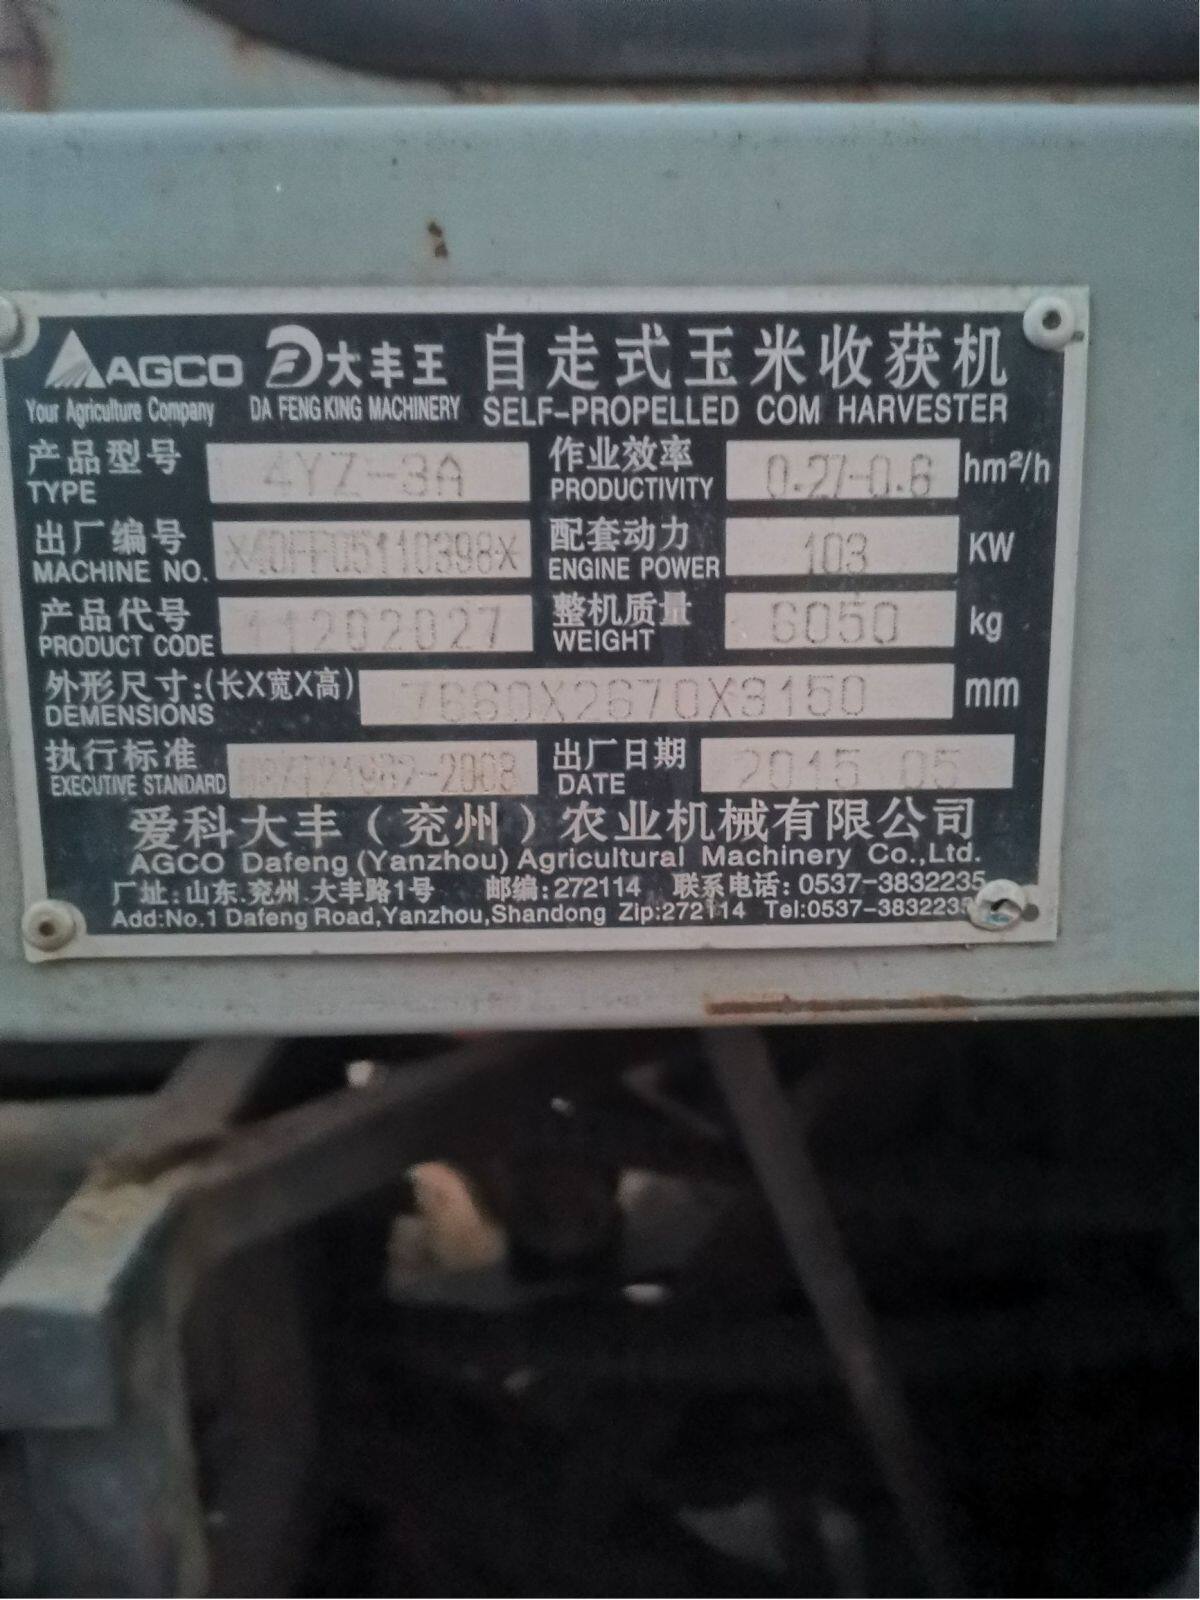 AGCO 大丰王 自走式玉米收获机
Your Agriculture Company DA FENG KING MACHINERY SELF-PROPELLED COM HARVESTER
产品型号 4YZ-3A 作业效率 0.27-0.6 hm²/h
TYPE PRODUCTIVITY
出厂编号 配套动力 103 KW
MACHINE NO. ENGINE POWER
产品代号 11202027 整机质量 6050 kg
PRODUCT CODE WEIGHT
外形尺寸:(长X宽X高) 7660X2670X3150 mm
DEMENSIONS
执行标准 出厂日期 2015 05
EXECUTIVE STANDARD DATE
爱科大丰(兖州)农业机械有限公司
AGCO Dafeng (Yanzhou) Agricultural Machinery Co.,Ltd.
厂址:山东.兖州.大丰路1号 邮编:272114 联系电话:0537-3832235
Add:No.1 Dafeng Road,Yanzhou,Shandong Zip:272114 Tel:0537-3832235